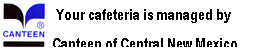 Your cafeteria is managed by
CANTEEN
Canteen of Central New Mexico